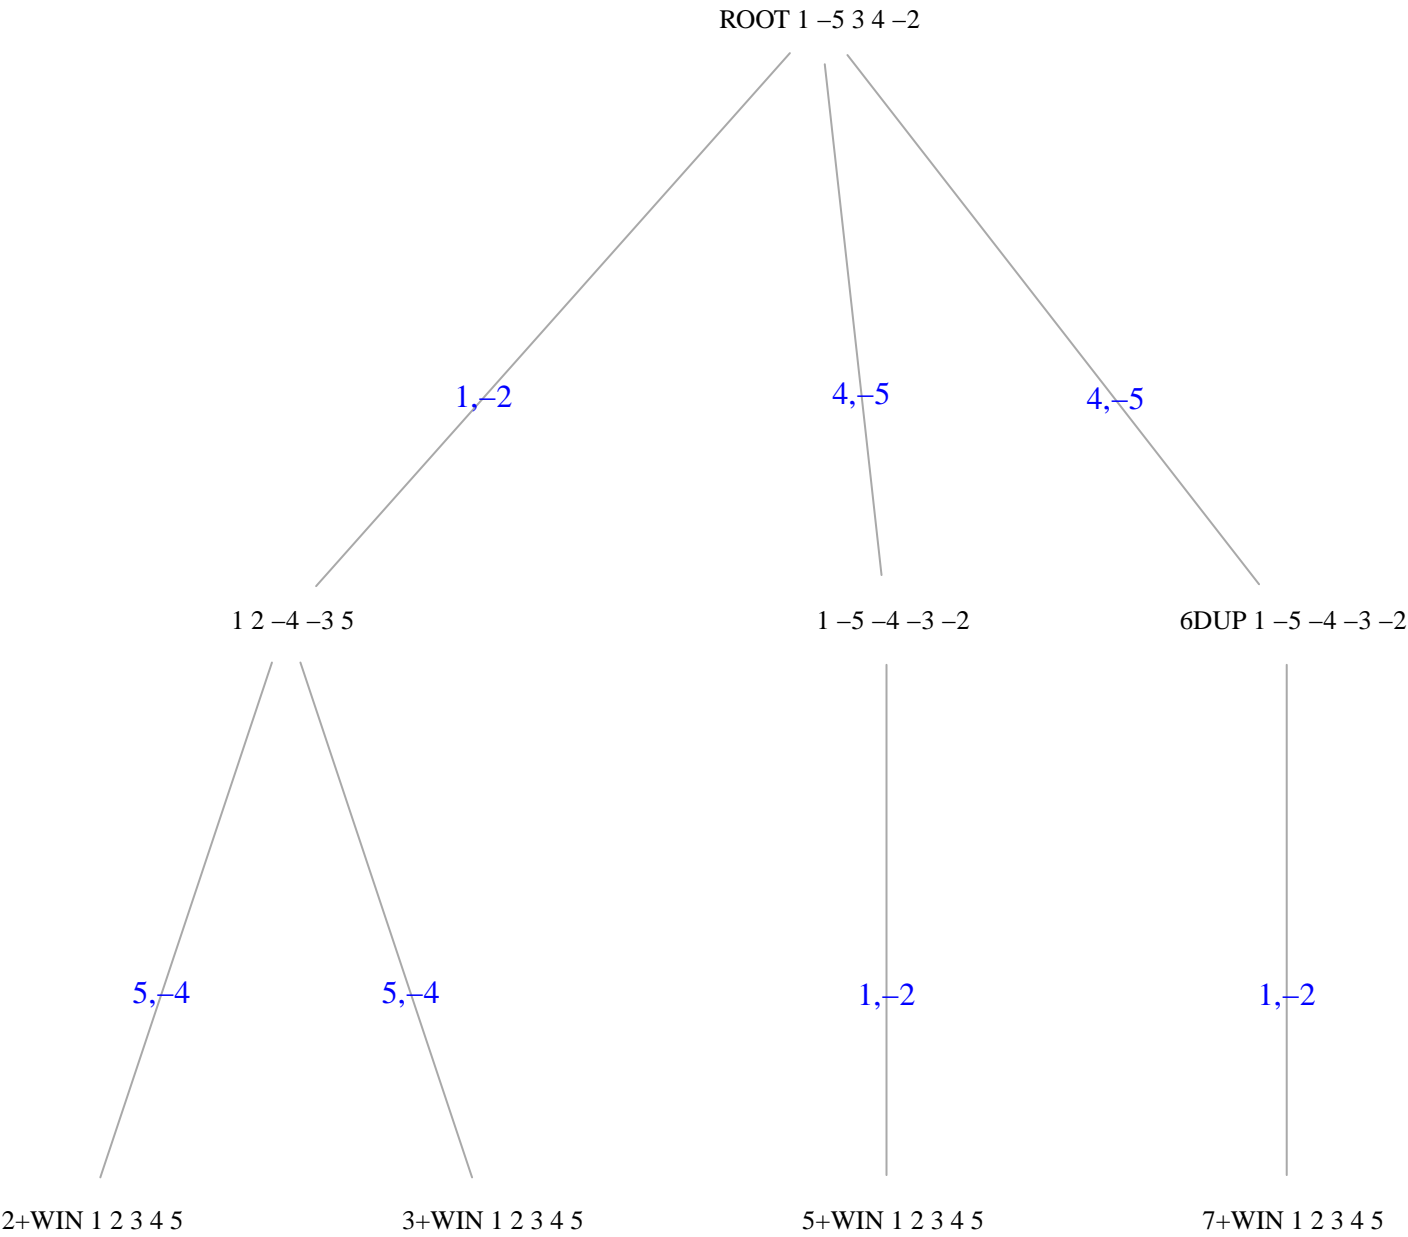 ROOT 1 –5 3 4 –2
1,–2
4,–5
4,–5
1 2 –4 –3 5
1 –5 –4 –3 –2
6DUP 1 –5 –4 –3 –2
5,–4
5,–4
1,–2
1,–2
2+WIN 1 2 3 4 5
3+WIN 1 2 3 4 5
5+WIN 1 2 3 4 5
7+WIN 1 2 3 4 5